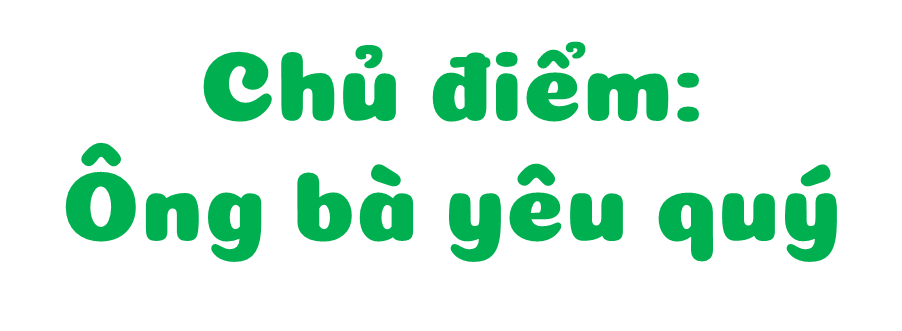 Chủ điểm:
Ông bà yêu quý